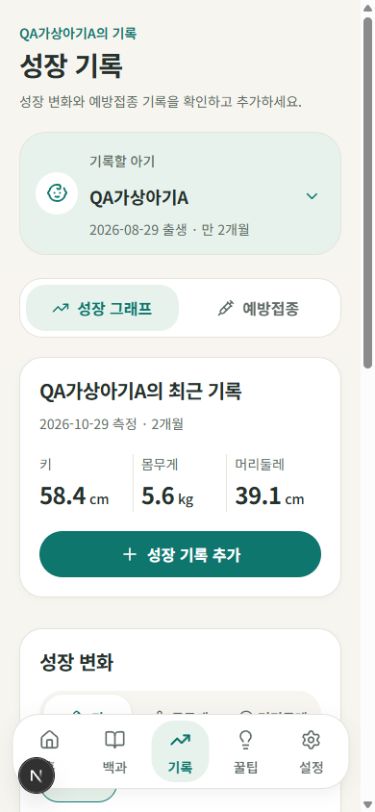 QA가상아기A의 기록
성장 기록
성장 변화와 예방접종 기록을 확인하고 추가하세요.
기록할 아기
QA가상아기A
2026-08-29 출생 · 만 2개월
성장 그래프 예방접종
QA가상아기A의 최근 기록
2026-10-29 측정 · 2개월
키 몸무게 머리둘레
58.4 cm 5.6 kg 39.1 cm
+ 성장 기록 추가
성장 변화
백과 기록 꿀팁 설정
N